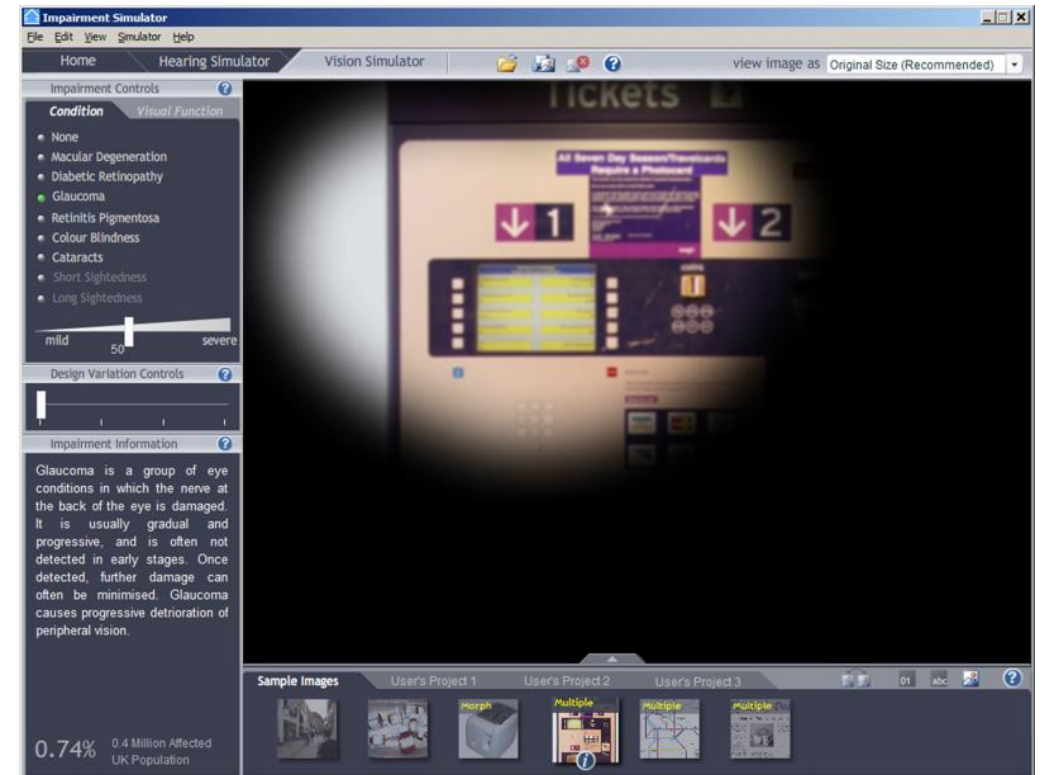 Impairment Simulator
File Edit View Simulator Help
Home Hearing Simulator Vision Simulator view image as Original Size (Recommended)
Impairment Controls
Condition Visual Function
None
Macular Degeneration
Diabetic Retinopathy
Glaucoma
Retinitis Pigmentosa
Colour Blindness
Cataracts
Short Sightedness
Long Sightedness
mild severe
50
Design Variation Controls
Impairment Information
Glaucoma is a group of eye
conditions in which the nerve at
the back of the eye is damaged.
It is usually gradual and
progressive, and is often not
detected in early stages. Once
detected, further damage can
often be minimised. Glaucoma
causes progressive detrioration of
peripheral vision.
0.74% 0.4 Million Affected
UK Population
Tickets
All Seven Day Season/Travelcards
Require a Photocard
1 2
Sample Images User's Project 1 User's Project 2 User's Project 3 01 abc
Morph Multiple Multiple Multiple